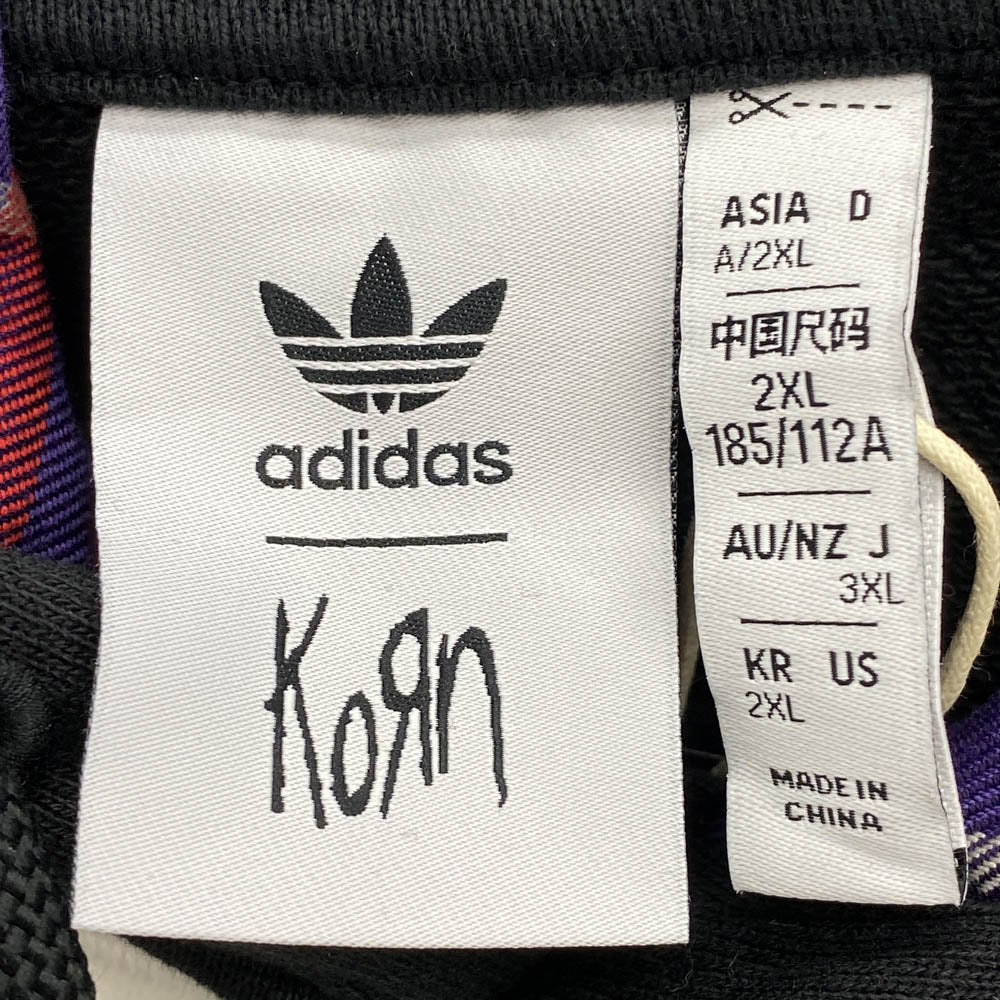 adidas
KoЯn
ASIA D
A/2XL
中国尺码
2XL
185/112A
AU/NZ J
3XL
KR US
2XL
MADE IN
CHINA